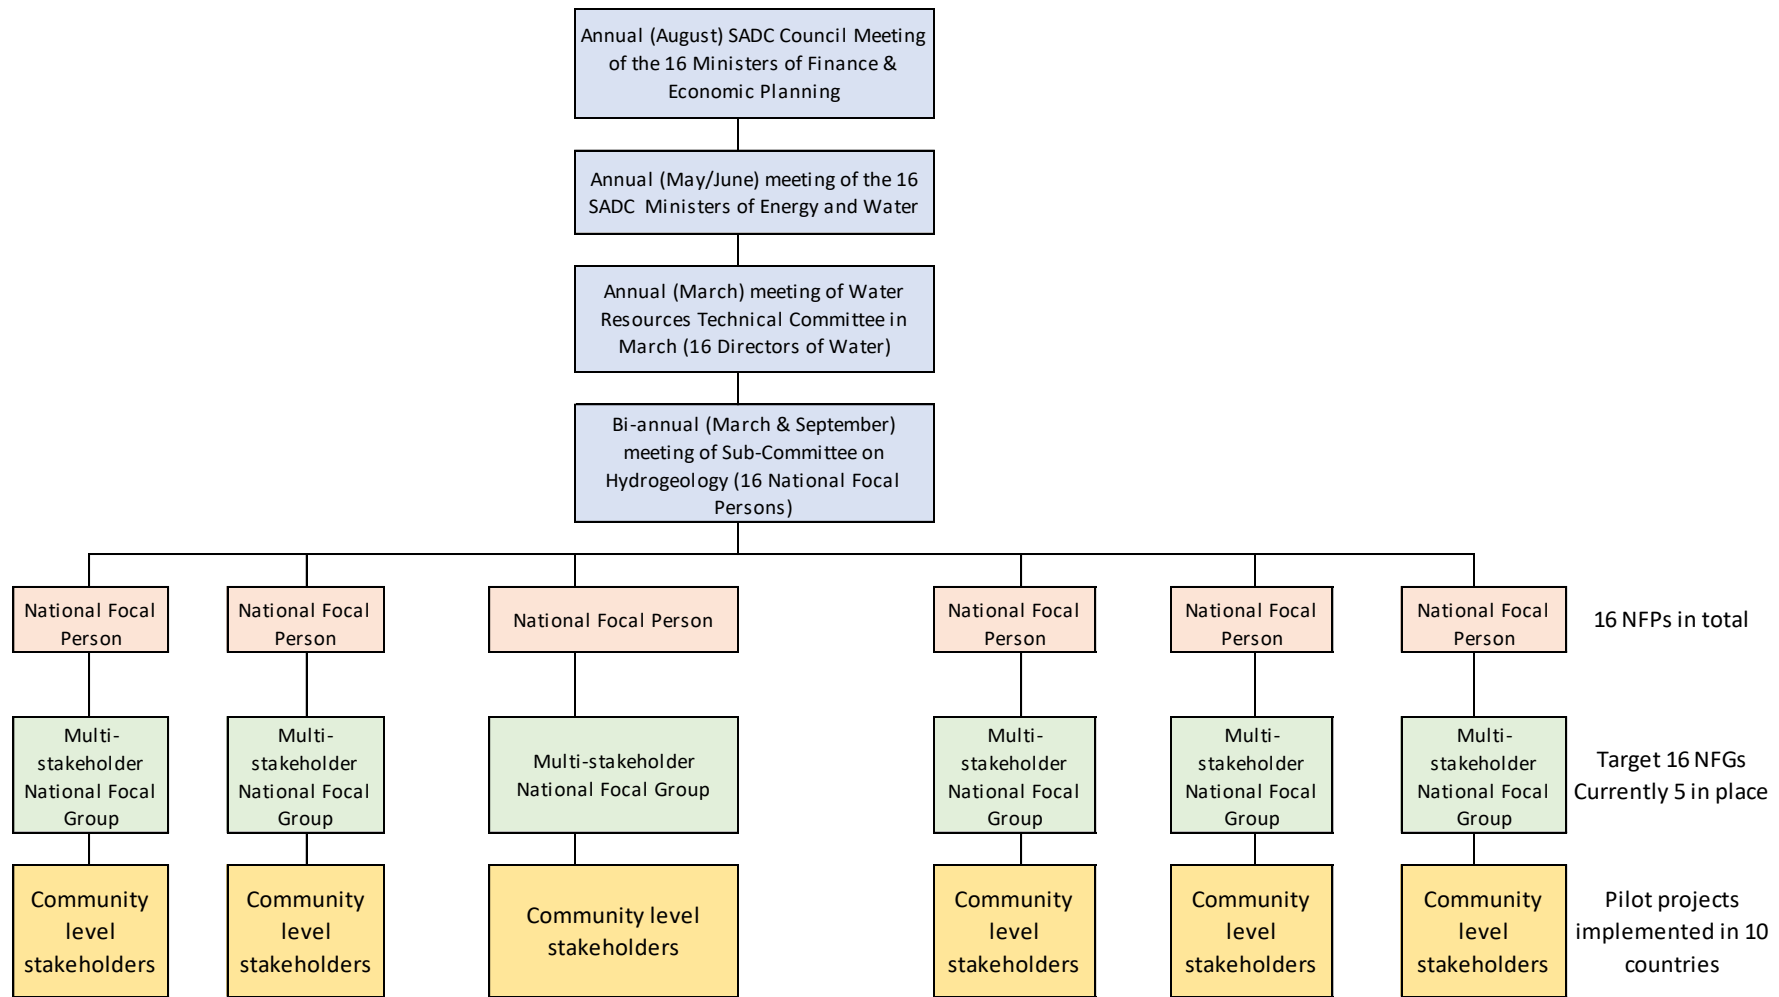 Annual (August) SADC Council Meeting
of the 16 Ministers of Finance &
Economic Planning
Annual (May/June) meeting of the 16
SADC Ministers of Energy and Water
Annual (March) meeting of Water
Resources Technical Committee in
March (16 Directors of Water)
Bi-annual (March & September)
meeting of Sub-Committee on
Hydrogeology (16 National Focal
Persons)
National Focal
Person
National Focal
Person
National Focal Person
National Focal
Person
National Focal
Person
National Focal
Person
16 NFPs in total
Multi-
stakeholder
National Focal
Group
Multi-
stakeholder
National Focal
Group
Multi-stakeholder
National Focal Group
Multi-
stakeholder
National Focal
Group
Multi-
stakeholder
National Focal
Group
Multi-
stakeholder
National Focal
Group
Target 16 NFGs
Currently 5 in place
Community
level
stakeholders
Community
level
stakeholders
Community level
stakeholders
Community
level
stakeholders
Community
level
stakeholders
Community
level
stakeholders
Pilot projects
implemented in 10
countries